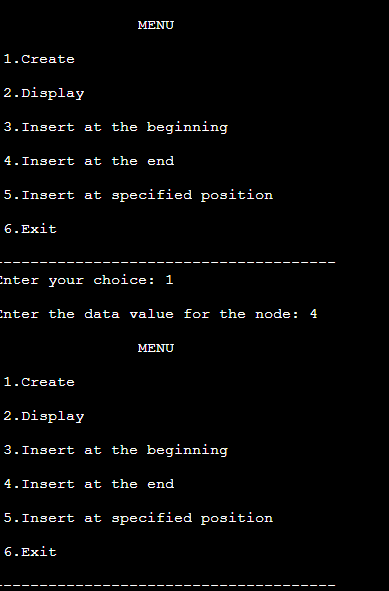 MENU
1.Create
2.Display
3.Insert at the beginning
4.Insert at the end
5.Insert at specified position
6.Exit
--------------------------------------
Enter your choice: 1
Enter the data value for the node: 4
MENU
1.Create
2.Display
3.Insert at the beginning
4.Insert at the end
5.Insert at specified position
6.Exit
--------------------------------------